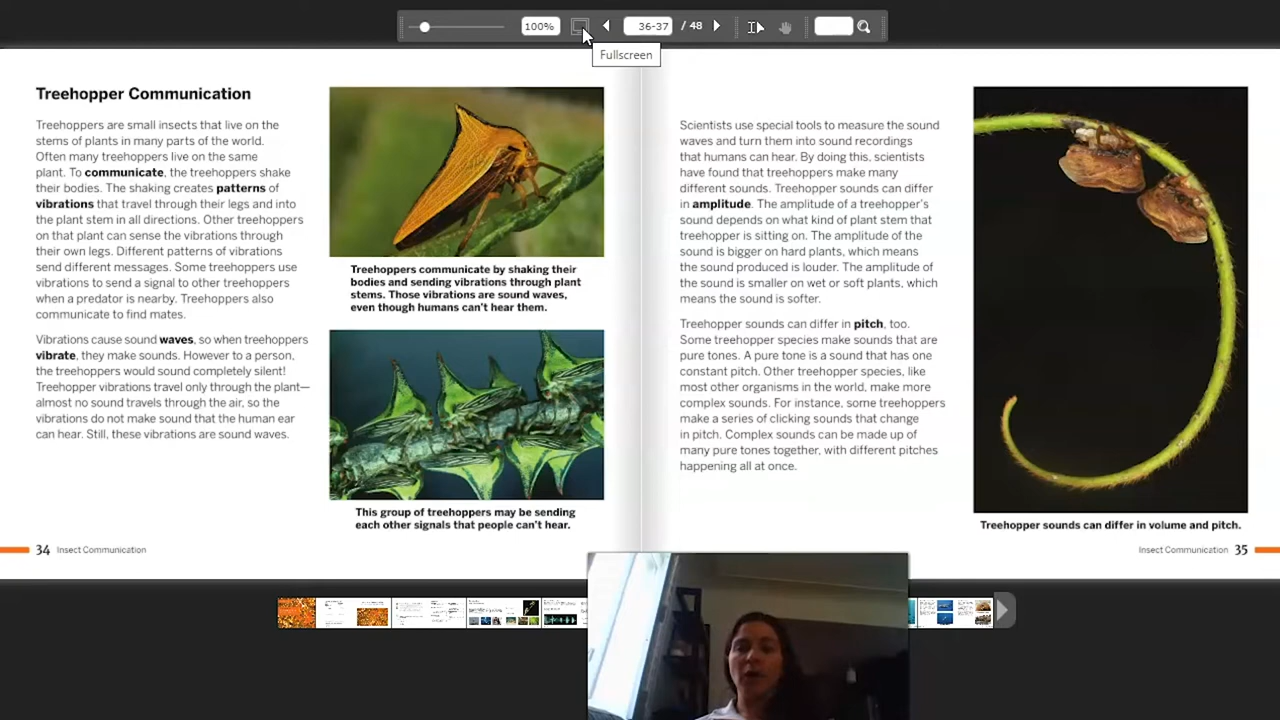 100%
36-37
/ 48
Fullscreen
Treehopper Communication
Treehoppers are small insects that live on the
stems of plants in many parts of the world.
Often many treehoppers live on the same
plant. To communicate, the treehoppers shake
their bodies. The shaking creates patterns of
vibrations that travel through their legs and into
the plant stem in all directions. Other treehoppers
on that plant can sense the vibrations through
their own legs. Different patterns of vibrations
send different messages. Some treehoppers use
vibrations to send a signal to other treehoppers
when a predator is nearby. Treehoppers also
communicate to find mates.
Vibrations cause sound waves, so when treehoppers
vibrate, they make sounds. However to a person,
the treehoppers would sound completely silent!
Treehopper vibrations travel only through the plant—
almost no sound travels through the air, so the
vibrations do not make sound that the human ear
can hear. Still, these vibrations are sound waves.
Treehoppers communicate by shaking their
bodies and sending vibrations through plant
stems. Those vibrations are sound waves,
even though humans can't hear them.
This group of treehoppers may be sending
each other signals that people can't hear.
34 Insect Communication
Scientists use special tools to measure the sound
waves and turn them into sound recordings
that humans can hear. By doing this, scientists
have found that treehoppers make many
different sounds. Treehopper sounds can differ
in amplitude. The amplitude of a treehopper's
sound depends on what kind of plant stem that
treehopper is sitting on. The amplitude of the
sound is bigger on hard plants, which means
the sound produced is louder. The amplitude of
the sound is smaller on wet or soft plants, which
means the sound is softer.
Treehopper sounds can differ in pitch, too.
Some treehopper species make sounds that are
pure tones. A pure tone is a sound that has one
constant pitch. Other treehopper species, like
most other organisms in the world, make more
complex sounds. For instance, some treehoppers
make a series of clicking sounds that change
in pitch. Complex sounds can be made up of
many pure tones together, with different pitches
happening all at once.
Treehopper sounds can differ in volume and pitch.
Insect Communication 35